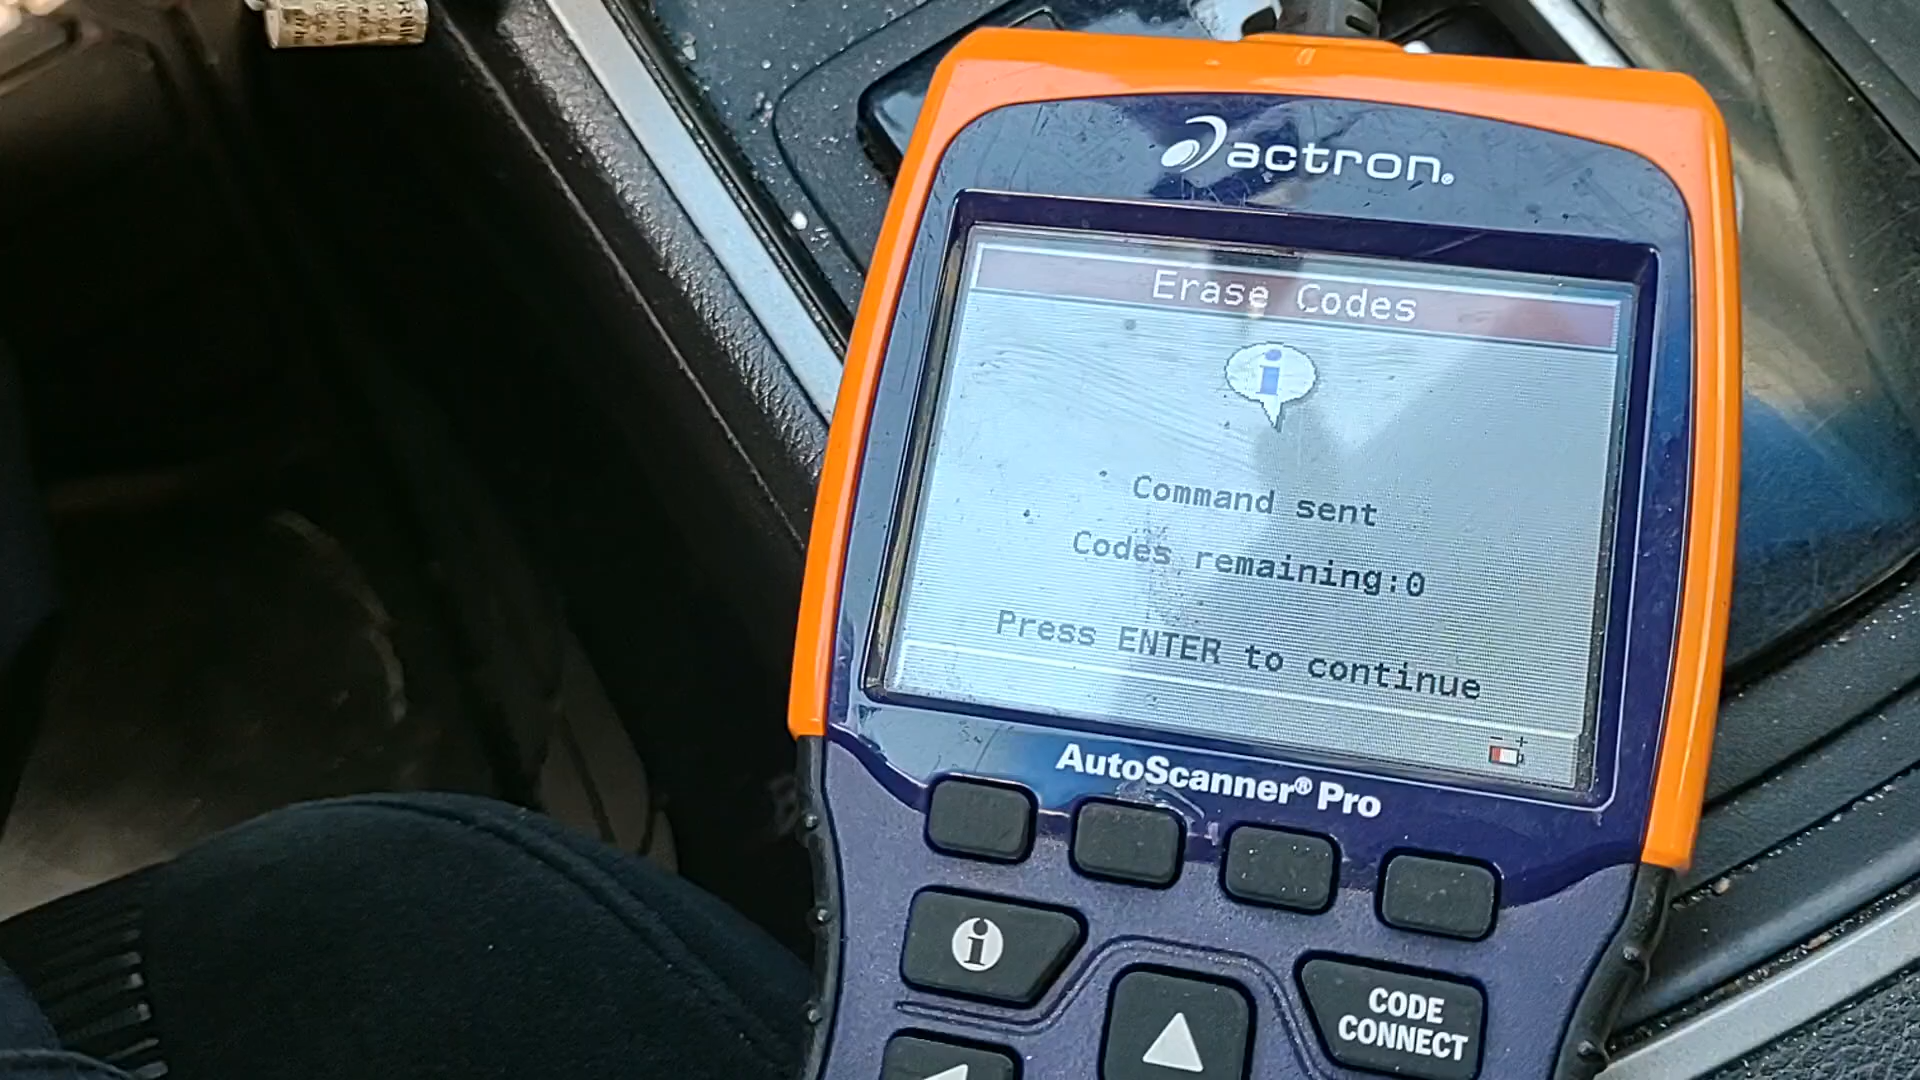 actron®
Erase Codes
i
Command sent
Codes remaining:0
Press ENTER to continue
- +
AutoScanner® Pro
i
CODE
CONNECT